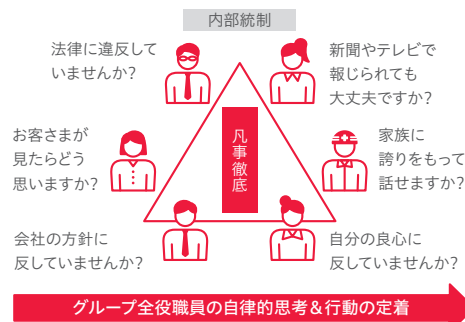 内部統制
法律に違反して
いませんか？
新聞やテレビで
報じられても
大丈夫ですか？
お客さまが
見たらどう
思いますか？
凡事徹底
家族に
誇りをもって
話せますか？
会社の方針に
反していませんか？
自分の良心に
反していませんか？
グループ全役職員の自律的思考＆行動の定着